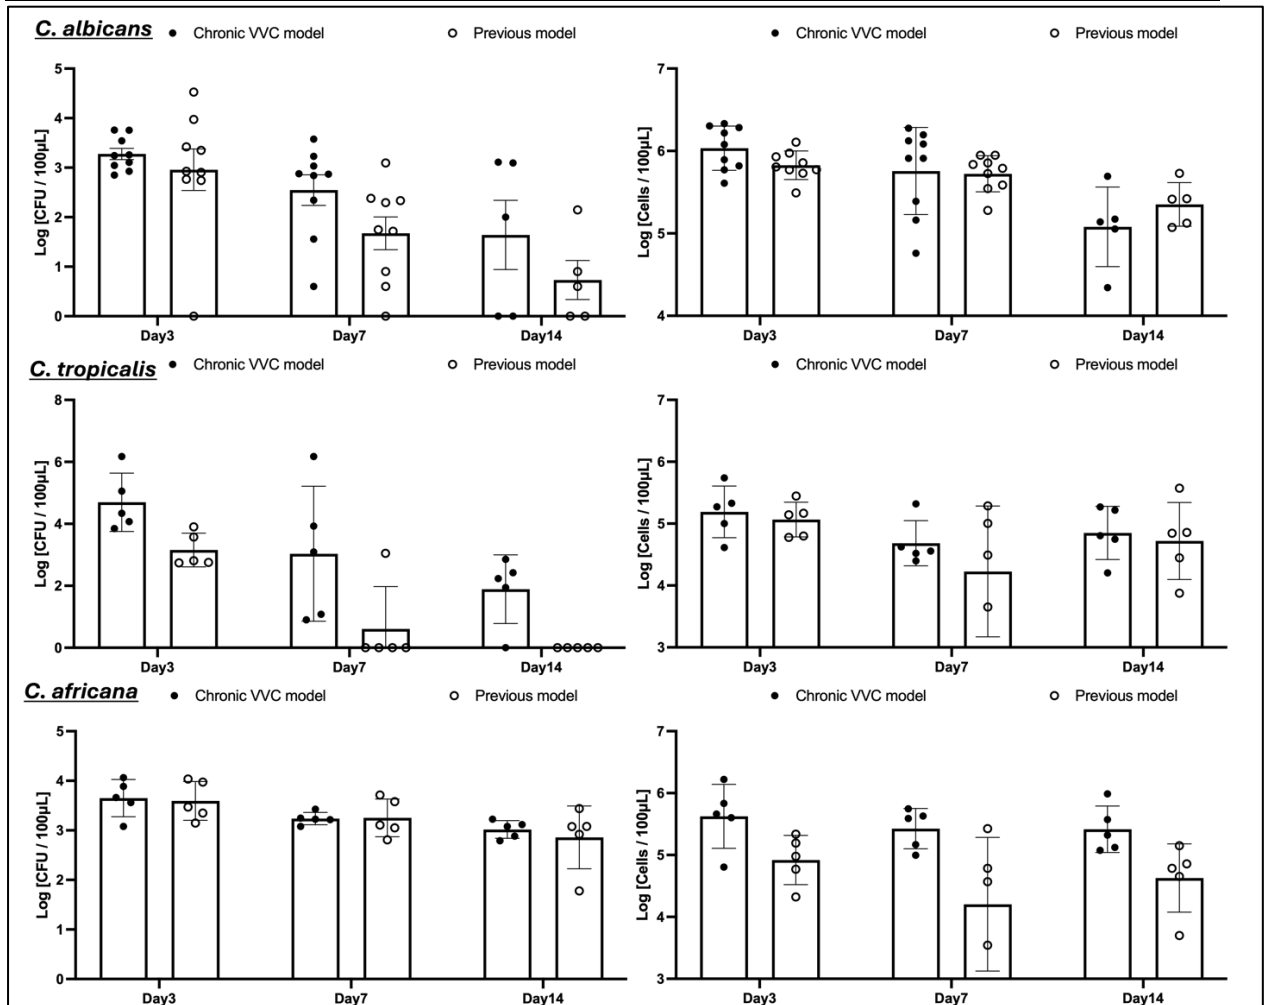 C. albicans
Chronic VVC model
Previous model
Chronic VVC model
Previous model
Log [CFU / 100µL]
5
4
3
2
1
0
Day3
Day7
Day14
Log [Cells / 100µL]
7
6
5
4
Day3
Day7
Day14
C. tropicalis
Chronic VVC model
Previous model
Chronic VVC model
Previous model
Log [CFU / 100µL]
8
6
4
2
0
Day3
Day7
Day14
Log [Cells / 100µL]
7
6
5
4
3
Day3
Day7
Day14
C. africana
Chronic VVC model
Previous model
Chronic VVC model
Previous model
Log [CFU / 100µL]
5
4
3
2
1
0
Day3
Day7
Day14
Log [Cells / 100µL]
7
6
5
4
3
Day3
Day7
Day14